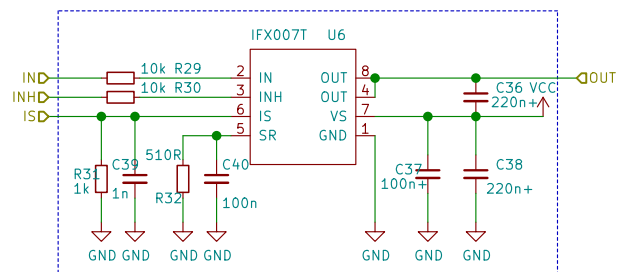 IFX007T U6
10k R29
IN 2 IN OUT 8 OUT
10k R30
INH 3 INH OUT 4
C36 VCC
220n+
IS 6 IS VS 7
5 SR GND 1
510R
C39
C40
C37
C38
R31
1k
1n
R32
100n
100n+
220n+
GND GND GND GND GND GND GND